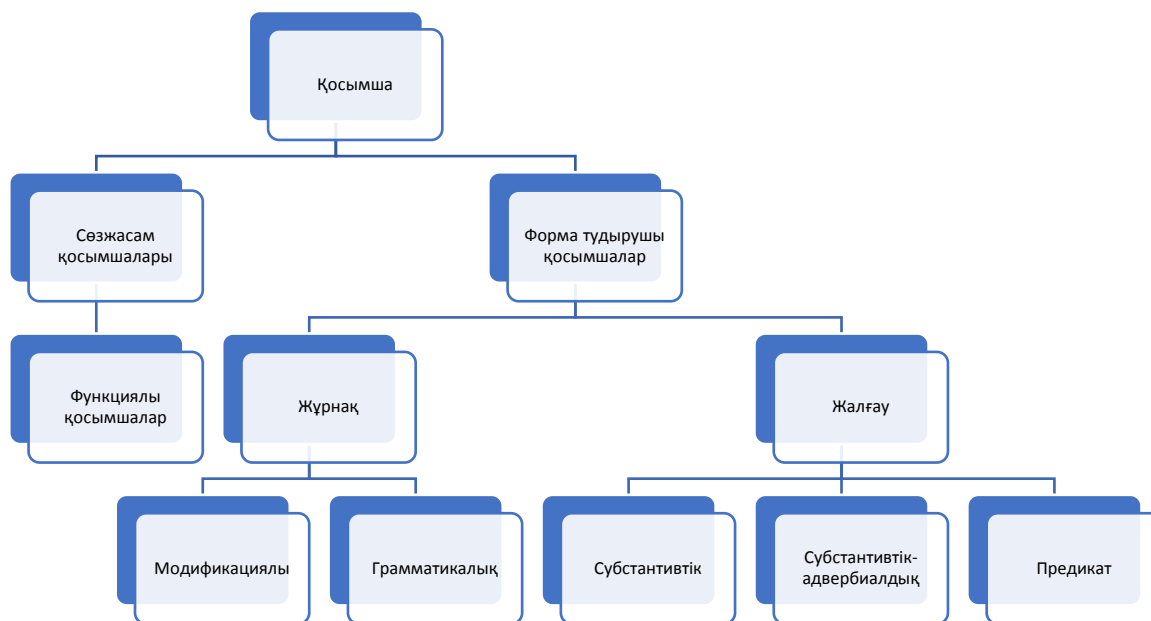 Қосымша
Сөзжасам
қосымшалары
Форма тудырушы
қосымшалар
Функциялы
қосымшалар
Жұрнақ
Жалғау
Модификациялы
Грамматикалық
Субстантивтік
Субстантивтік-
адвербиалдық
Предикат